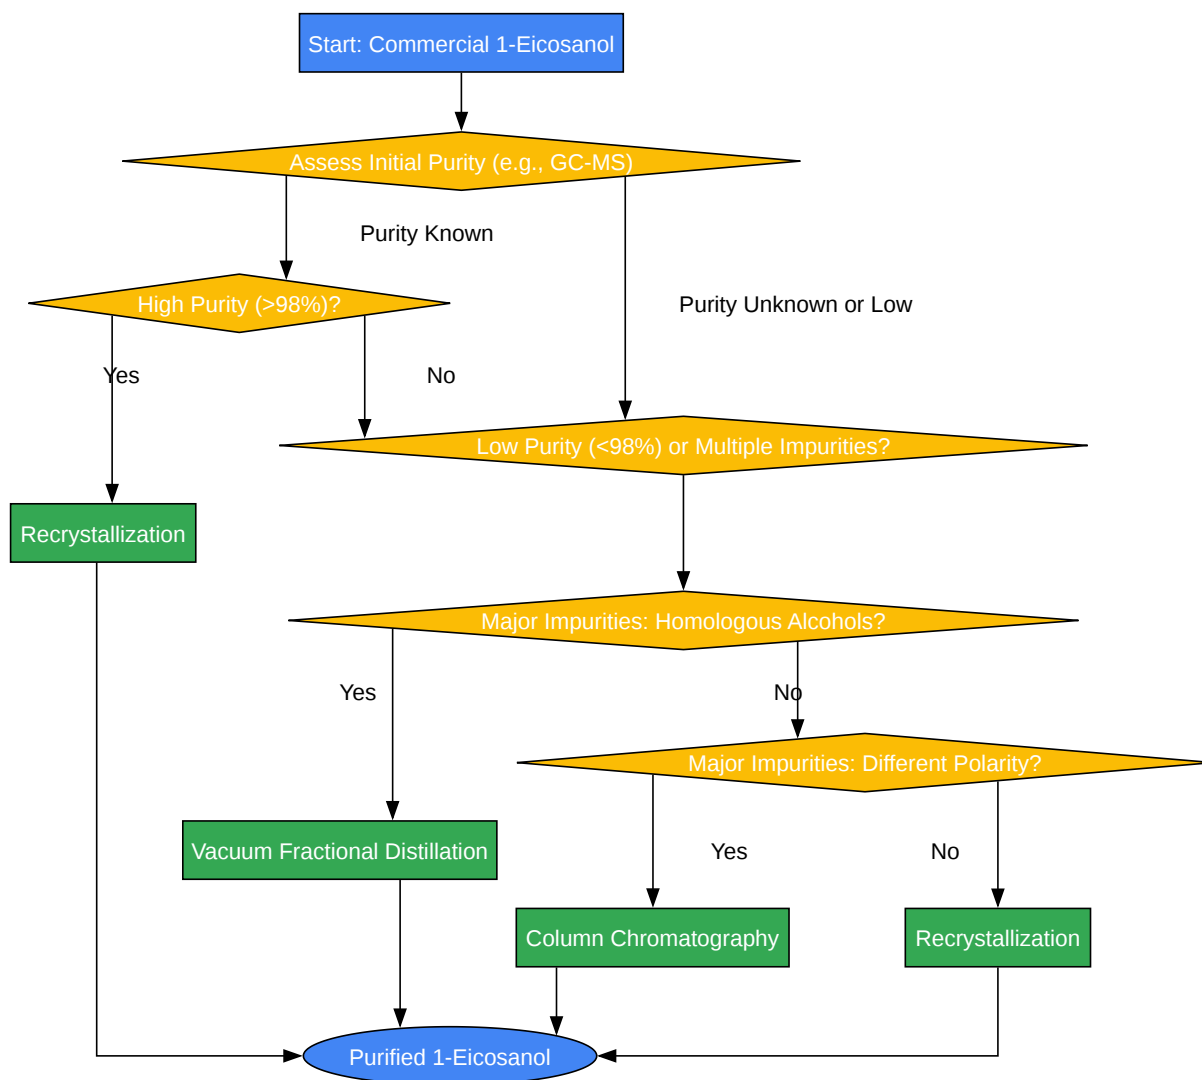 Start: Commercial 1-Eicosanol
Assess Initial Purity (e.g., GC-MS)
Purity Known
High Purity (>98%)?
Purity Unknown or Low
Yes
No
Low Purity (<98%) or Multiple Impurities?
Recrystallization
Major Impurities: Homologous Alcohols?
Yes
No
Major Impurities: Different Polarity?
Vacuum Fractional Distillation
Yes
No
Column Chromatography
Recrystallization
Purified 1-Eicosanol